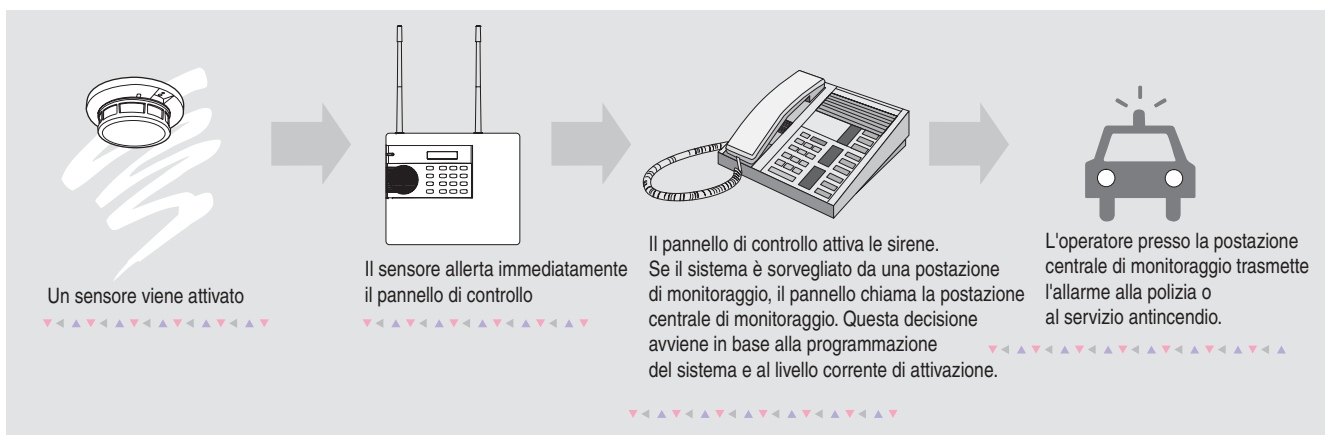 Un sensore viene attivato
Il sensore allerta immediatamente
il pannello di controllo
Il pannello di controllo attiva le sirene.
Se il sistema è sorvegliato da una postazione
di monitoraggio, il pannello chiama la postazione
centrale di monitoraggio. Questa decisione
avviene in base alla programmazione
del sistema e al livello corrente di attivazione.
L'operatore presso la postazione
centrale di monitoraggio trasmette
l'allarme alla polizia o
al servizio antincendio.